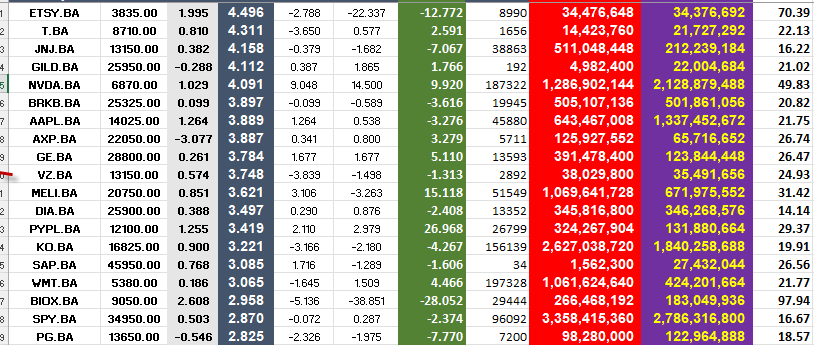 1 ETSY.BA 3835.00 1.995 4.496 -2.788 -22.337 -12.772 8990 34,476,648 34,376,692 70.39
2 T.BA 8710.00 0.810 4.311 -3.650 0.577 2.591 1656 14,423,760 21,727,292 22.13
3 JNJ.BA 13150.00 0.382 4.158 -0.379 -1.682 -7.067 38863 511,048,448 212,239,184 16.22
4 GILD.BA 25950.00 -0.288 4.112 0.387 1.865 1.766 192 4,982,400 22,004,684 21.02
5 NVDA.BA 6870.00 1.029 4.091 9.048 14.500 9.920 187322 1,286,902,144 2,128,879,488 49.83
6 BRKB.BA 25325.00 0.099 3.897 -0.099 -0.589 -3.616 19945 505,107,136 501,861,056 20.82
7 AAPL.BA 14025.00 1.264 3.889 1.264 0.538 -3.276 45880 643,467,008 1,337,452,672 21.75
8 AXP.BA 22050.00 -3.077 3.887 0.341 0.800 3.279 5711 125,927,552 65,716,652 26.74
9 GE.BA 28800.00 0.261 3.784 1.677 1.677 5.110 13593 391,478,400 123,844,448 26.47
0 VZ.BA 13150.00 0.574 3.748 -3.839 -1.498 -1.313 2892 38,029,800 35,491,656 24.93
1 MELI.BA 20750.00 0.851 3.621 3.106 -3.263 15.118 51549 1,069,641,728 671,975,552 31.42
2 DIA.BA 25900.00 0.388 3.497 0.290 0.876 -2.408 13352 345,816,800 346,268,576 14.14
3 PYPL.BA 12100.00 1.255 3.419 2.110 2.979 26.968 26799 324,267,904 131,880,664 29.37
4 KO.BA 16825.00 0.900 3.221 -3.166 -2.180 -4.267 156139 2,627,038,720 1,840,258,688 19.91
5 SAP.BA 45950.00 0.768 3.085 1.716 -1.289 -1.606 34 1,562,300 27,432,044 26.56
6 WMT.BA 5380.00 0.186 3.065 -1.645 1.509 4.466 197328 1,061,624,640 424,201,664 21.77
7 BIOX.BA 9050.00 2.608 2.958 -5.136 -38.851 -28.052 29444 266,468,192 183,049,936 97.94
8 SPY.BA 34950.00 0.503 2.870 -0.072 0.287 -2.374 96092 3,358,415,360 2,786,316,800 16.67
9 PG.BA 13650.00 -0.546 2.825 -2.326 -1.975 -7.770 7200 98,280,000 122,964,888 18.57